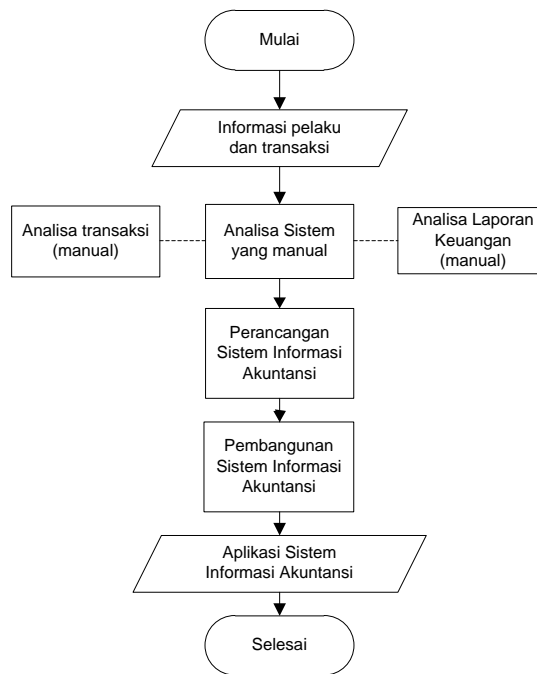 Mulai
Informasi pelaku
dan transaksi
Analisa transaksi
(manual)
Analisa Sistem
yang manual
Analisa Laporan
Keuangan
(manual)
Perancangan
Sistem Informasi
Akuntansi
Pembangunan
Sistem Informasi
Akuntansi
Aplikasi Sistem
Informasi Akuntansi
Selesai